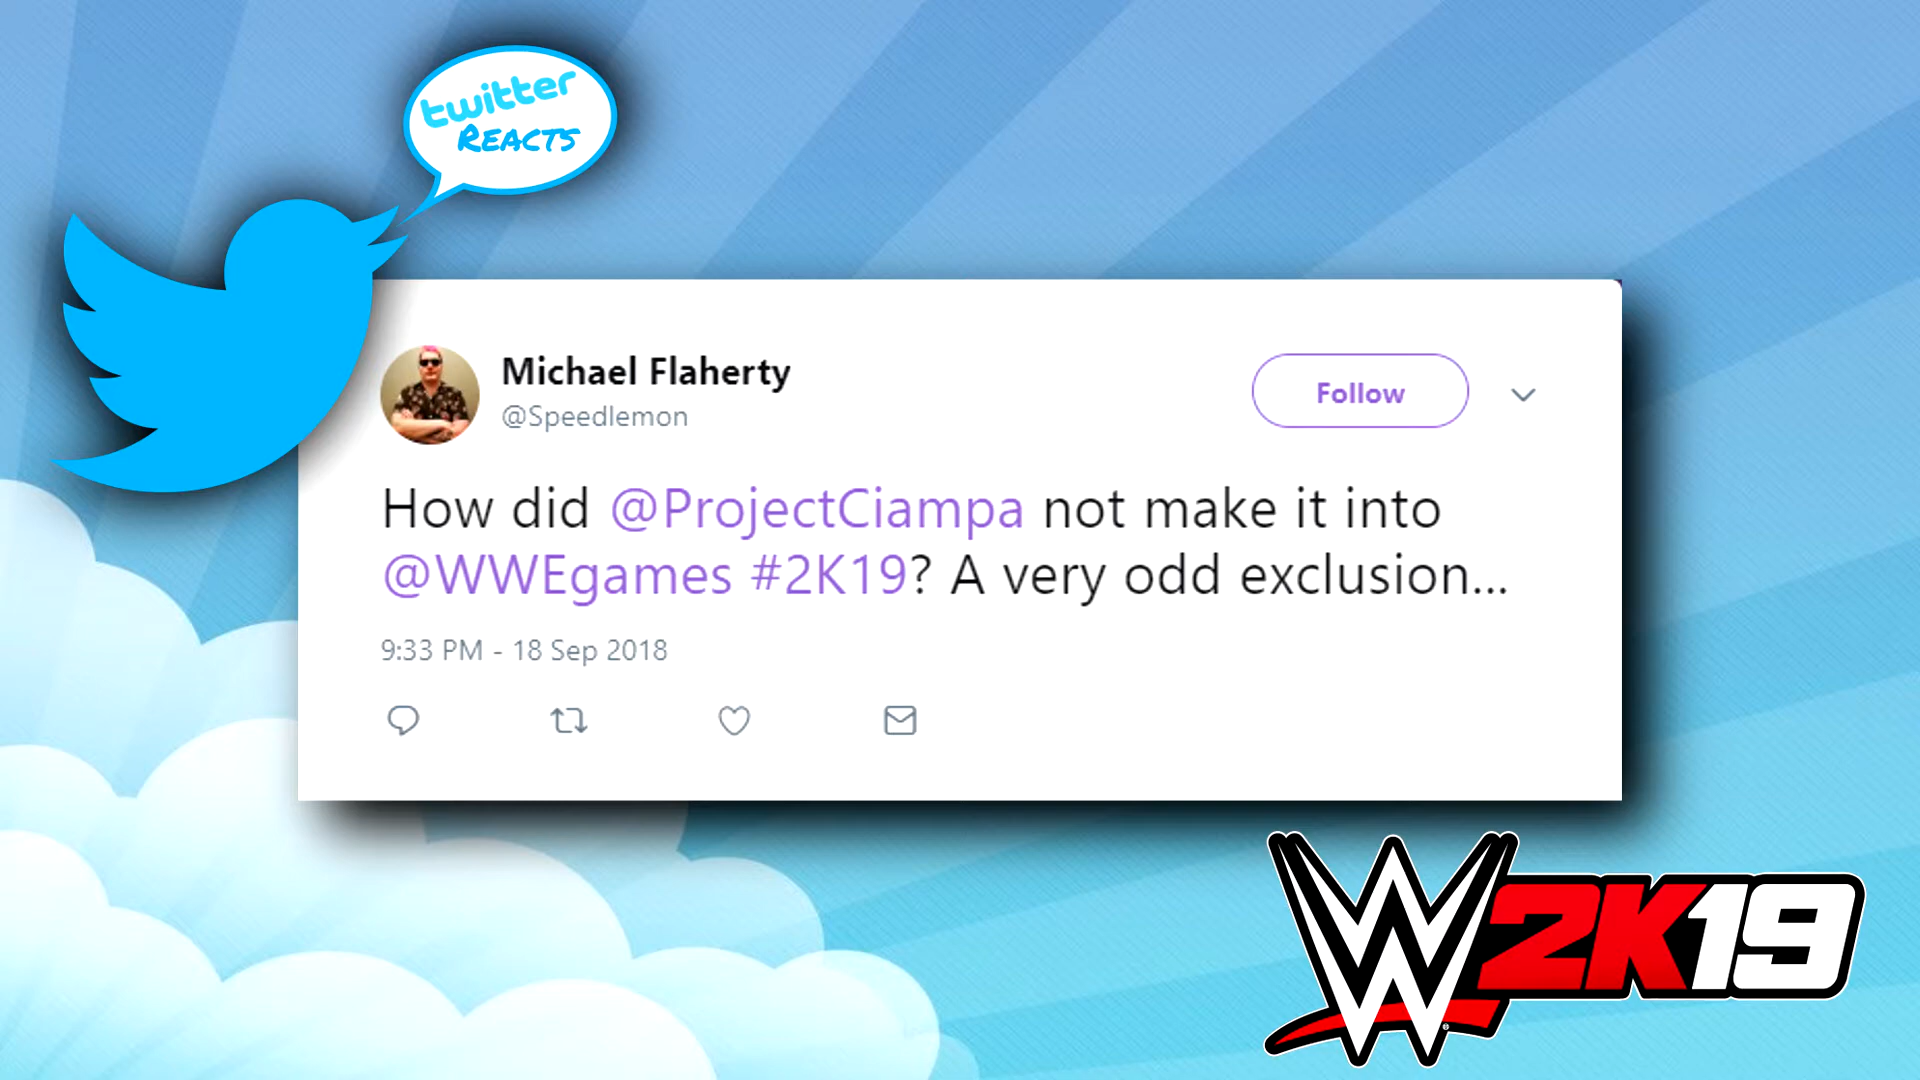 twitter
REACTS
Michael Flaherty
@Speedlemon
Follow
How did @ProjectCiampa not make it into
@WWEgames #2K19? A very odd exclusion...
9:33 PM - 18 Sep 2018
W2K19